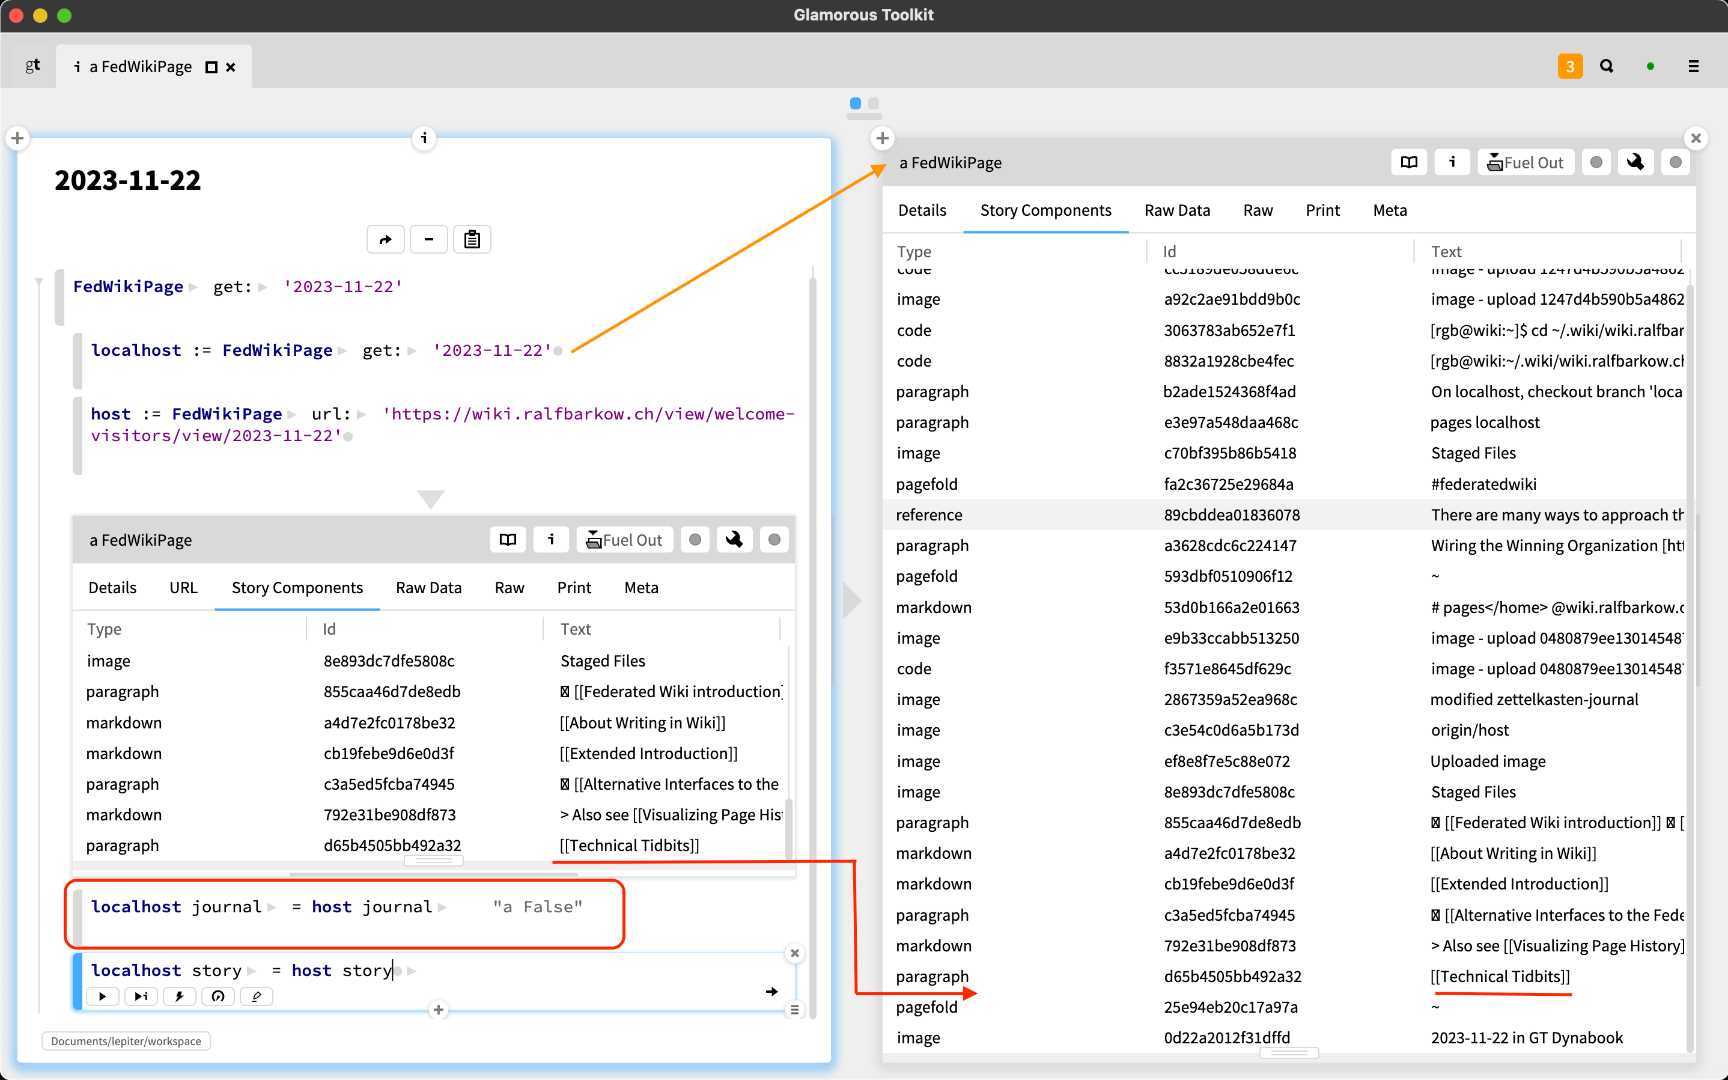 Glamorous Toolkit
gt
i a FedWikiPage
3
i
2023-11-22
FedWikiPage get: '2023-11-22'
localhost := FedWikiPage get: '2023-11-22'
host := FedWikiPage url: 'https://wiki.ralfbarkow.ch/view/welcome-
visitors/view/2023-11-22'
a FedWikiPage
i
Fuel Out
Details URL Story Components Raw Data Raw Print Meta
Type Id Text
image 8e893dc7dfe5808c Staged Files
paragraph 855caa46d7de8edb [[Federated Wiki introduction]
markdown a4d7e2fc0178be32 [[About Writing in Wiki]]
markdown cb19febe9d6e0d3f [[Extended Introduction]]
paragraph c3a5ed5fcba74945 [[Alternative Interfaces to the
markdown 792e31be908df873 > Also see [[Visualizing Page His
paragraph d65b4505bb492a32 [[Technical Tidbits]]
localhost journal = host journal "a False"
localhost story = host story
Documents/lepiter/workspace
a FedWikiPage
i
Fuel Out
Details Story Components Raw Data Raw Print Meta
Type Id Text
code cc5189de058dde6c image - upload 1247d4b590b5a4862
image a92c2ae91bdd9b0c image - upload 1247d4b590b5a4862
code 3063783ab652e7f1 [rgb@wiki:~]$ cd ~/.wiki/wiki.ralfbar
code 8832a1928cbe4fec [rgb@wiki:~/.wiki/wiki.ralfbarkow.ch
paragraph b2ade1524368f4ad On localhost, checkout branch 'loca
paragraph e3e97a548daa468c pages localhost
image c70bf395b86b5418 Staged Files
pagefold fa2c36725e29684a #federatedwiki
reference 89cbddea01836078 There are many ways to approach th
paragraph a3628cdc6c224147 Wiring the Winning Organization [htt
pagefold 593dbf0510906f12 ~
markdown 53d0b166a2e01663 # pages</home> @wiki.ralfbarkow.c
image e9b33ccabb513250 image - upload 0480879ee13014548
code f3571e8645df629c image - upload 0480879ee13014548
image 2867359a52ea968c modified zettelkasten-journal
image c3e54c0d6a5b173d origin/host
image ef8e8f7e5c88e072 Uploaded image
image 8e893dc7dfe5808c Staged Files
paragraph 855caa46d7de8edb [[Federated Wiki introduction]] [
markdown a4d7e2fc0178be32 [[About Writing in Wiki]]
markdown cb19febe9d6e0d3f [[Extended Introduction]]
paragraph c3a5ed5fcba74945 [[Alternative Interfaces to the Fede
markdown 792e31be908df873 > Also see [[Visualizing Page History]
paragraph d65b4505bb492a32 [[Technical Tidbits]]
pagefold 25e94eb20c17a97a ~
image 0d22a2012f31dffd 2023-11-22 in GT Dynabook